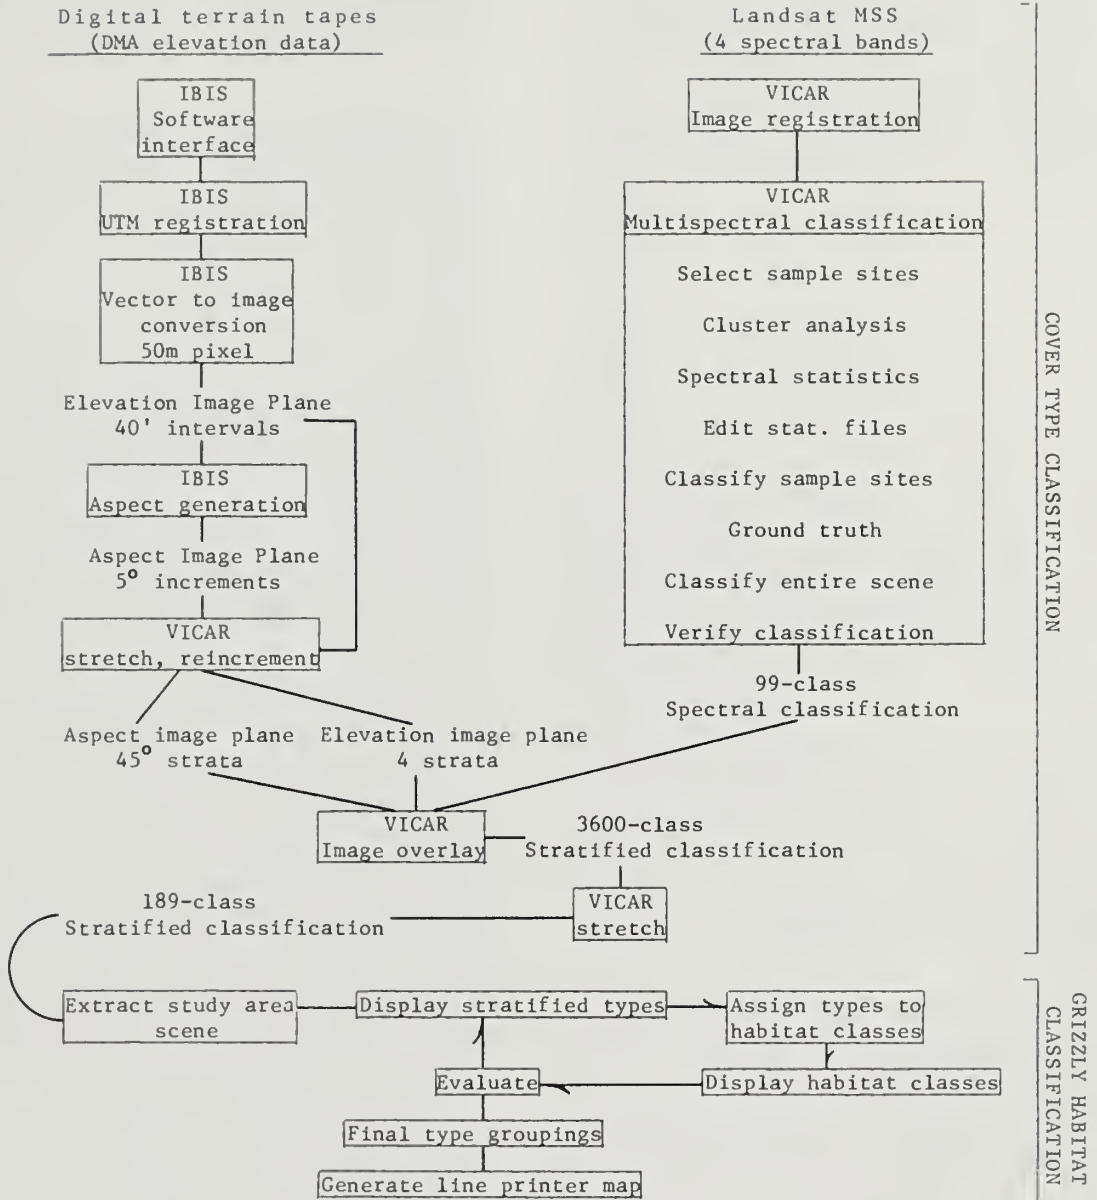 Digital terrain tapes
(DMA elevation data)
IBIS
Software
interface
IBIS
UTM registration
IBIS
Vector to image
conversion
50m pixel
Elevation Image Plane
40' intervals
IBIS
Aspect generation
Aspect Image Plane
5° increments
VICAR
stretch, reincrement
Aspect image plane
45° strata
Elevation image plane
4 strata
Landsat MSS
(4 spectral bands)
VICAR
Image registration
VICAR
Multispectral classification
Select sample sites
Cluster analysis
Spectral statistics
Edit stat. files
Classify sample sites
Ground truth
Classify entire scene
Verify classification
99-class
Spectral classification
VICAR
Image overlay
3600-class
Stratified classification
VICAR
stretch
189-class
Stratified classification
COVER TYPE CLASSIFICATION
Extract study area
scene
Display stratified types
Assign types to
habitat classes
Evaluate
Display habitat classes
Final type groupings
Generate line printer map
GRIZZLY HABITAT
CLASSIFICATION